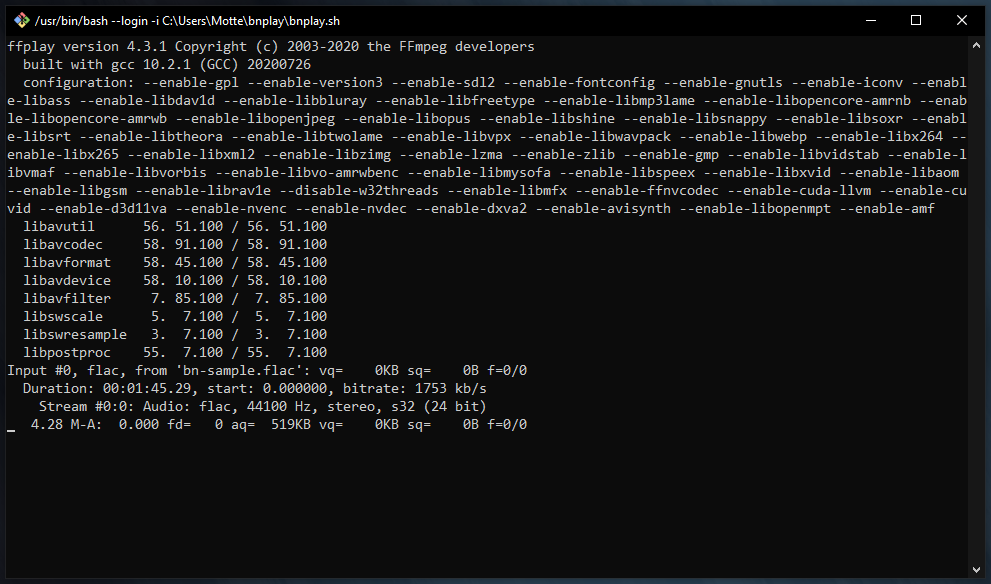 /usr/bin/bash --login -i C:\Users\Motte\bnplay\bnplay.sh
ffplay version 4.3.1 Copyright (c) 2003-2020 the FFmpeg developers
  built with gcc 10.2.1 (GCC) 20200726
  configuration: --enable-gpl --enable-version3 --enable-sdl2 --enable-fontconfig --enable-gnutls --enable-iconv --enabl
e-libass --enable-libdav1d --enable-libbluray --enable-libfreetype --enable-libmp3lame --enable-libopencore-amrnb --enab
le-libopencore-amrwb --enable-libopenjpeg --enable-libopus --enable-libshine --enable-libsnappy --enable-libsoxr --enabl
e-libsrt --enable-libtheora --enable-libtwolame --enable-libvpx --enable-libwavpack --enable-libwebp --enable-libx264 --
enable-libx265 --enable-libxml2 --enable-libzimg --enable-lzma --enable-zlib --enable-gmp --enable-libvidstab --enable-l
ibvmaf --enable-libvorbis --enable-libvo-amrwbenc --enable-libmysofa --enable-libspeex --enable-libxvid --enable-libaom
--enable-libgsm --enable-librav1e --disable-w32threads --enable-libmfx --enable-ffnvcodec --enable-cuda-llvm --enable-cu
vid --enable-d3d11va --enable-nvenc --enable-nvdec --enable-dxva2 --enable-avisynth --enable-libopenmpt --enable-amf
  libavutil      56. 51.100 / 56. 51.100
  libavcodec     58. 91.100 / 58. 91.100
  libavformat    58. 45.100 / 58. 45.100
  libavdevice    58. 10.100 / 58. 10.100
  libavfilter     7. 85.100 /  7. 85.100
  libswscale      5.  7.100 /  5.  7.100
  libswresample   3.  7.100 /  3.  7.100
  libpostproc    55.  7.100 / 55.  7.100
Input #0, flac, from 'bn-sample.flac': vq=    0KB sq=    0B f=0/0
  Duration: 00:01:45.29, start: 0.000000, bitrate: 1753 kb/s
    Stream #0:0: Audio: flac, 44100 Hz, stereo, s32 (24 bit)
   4.28 M-A:  0.000 fd=   0 aq=  519KB vq=    0KB sq=    0B f=0/0